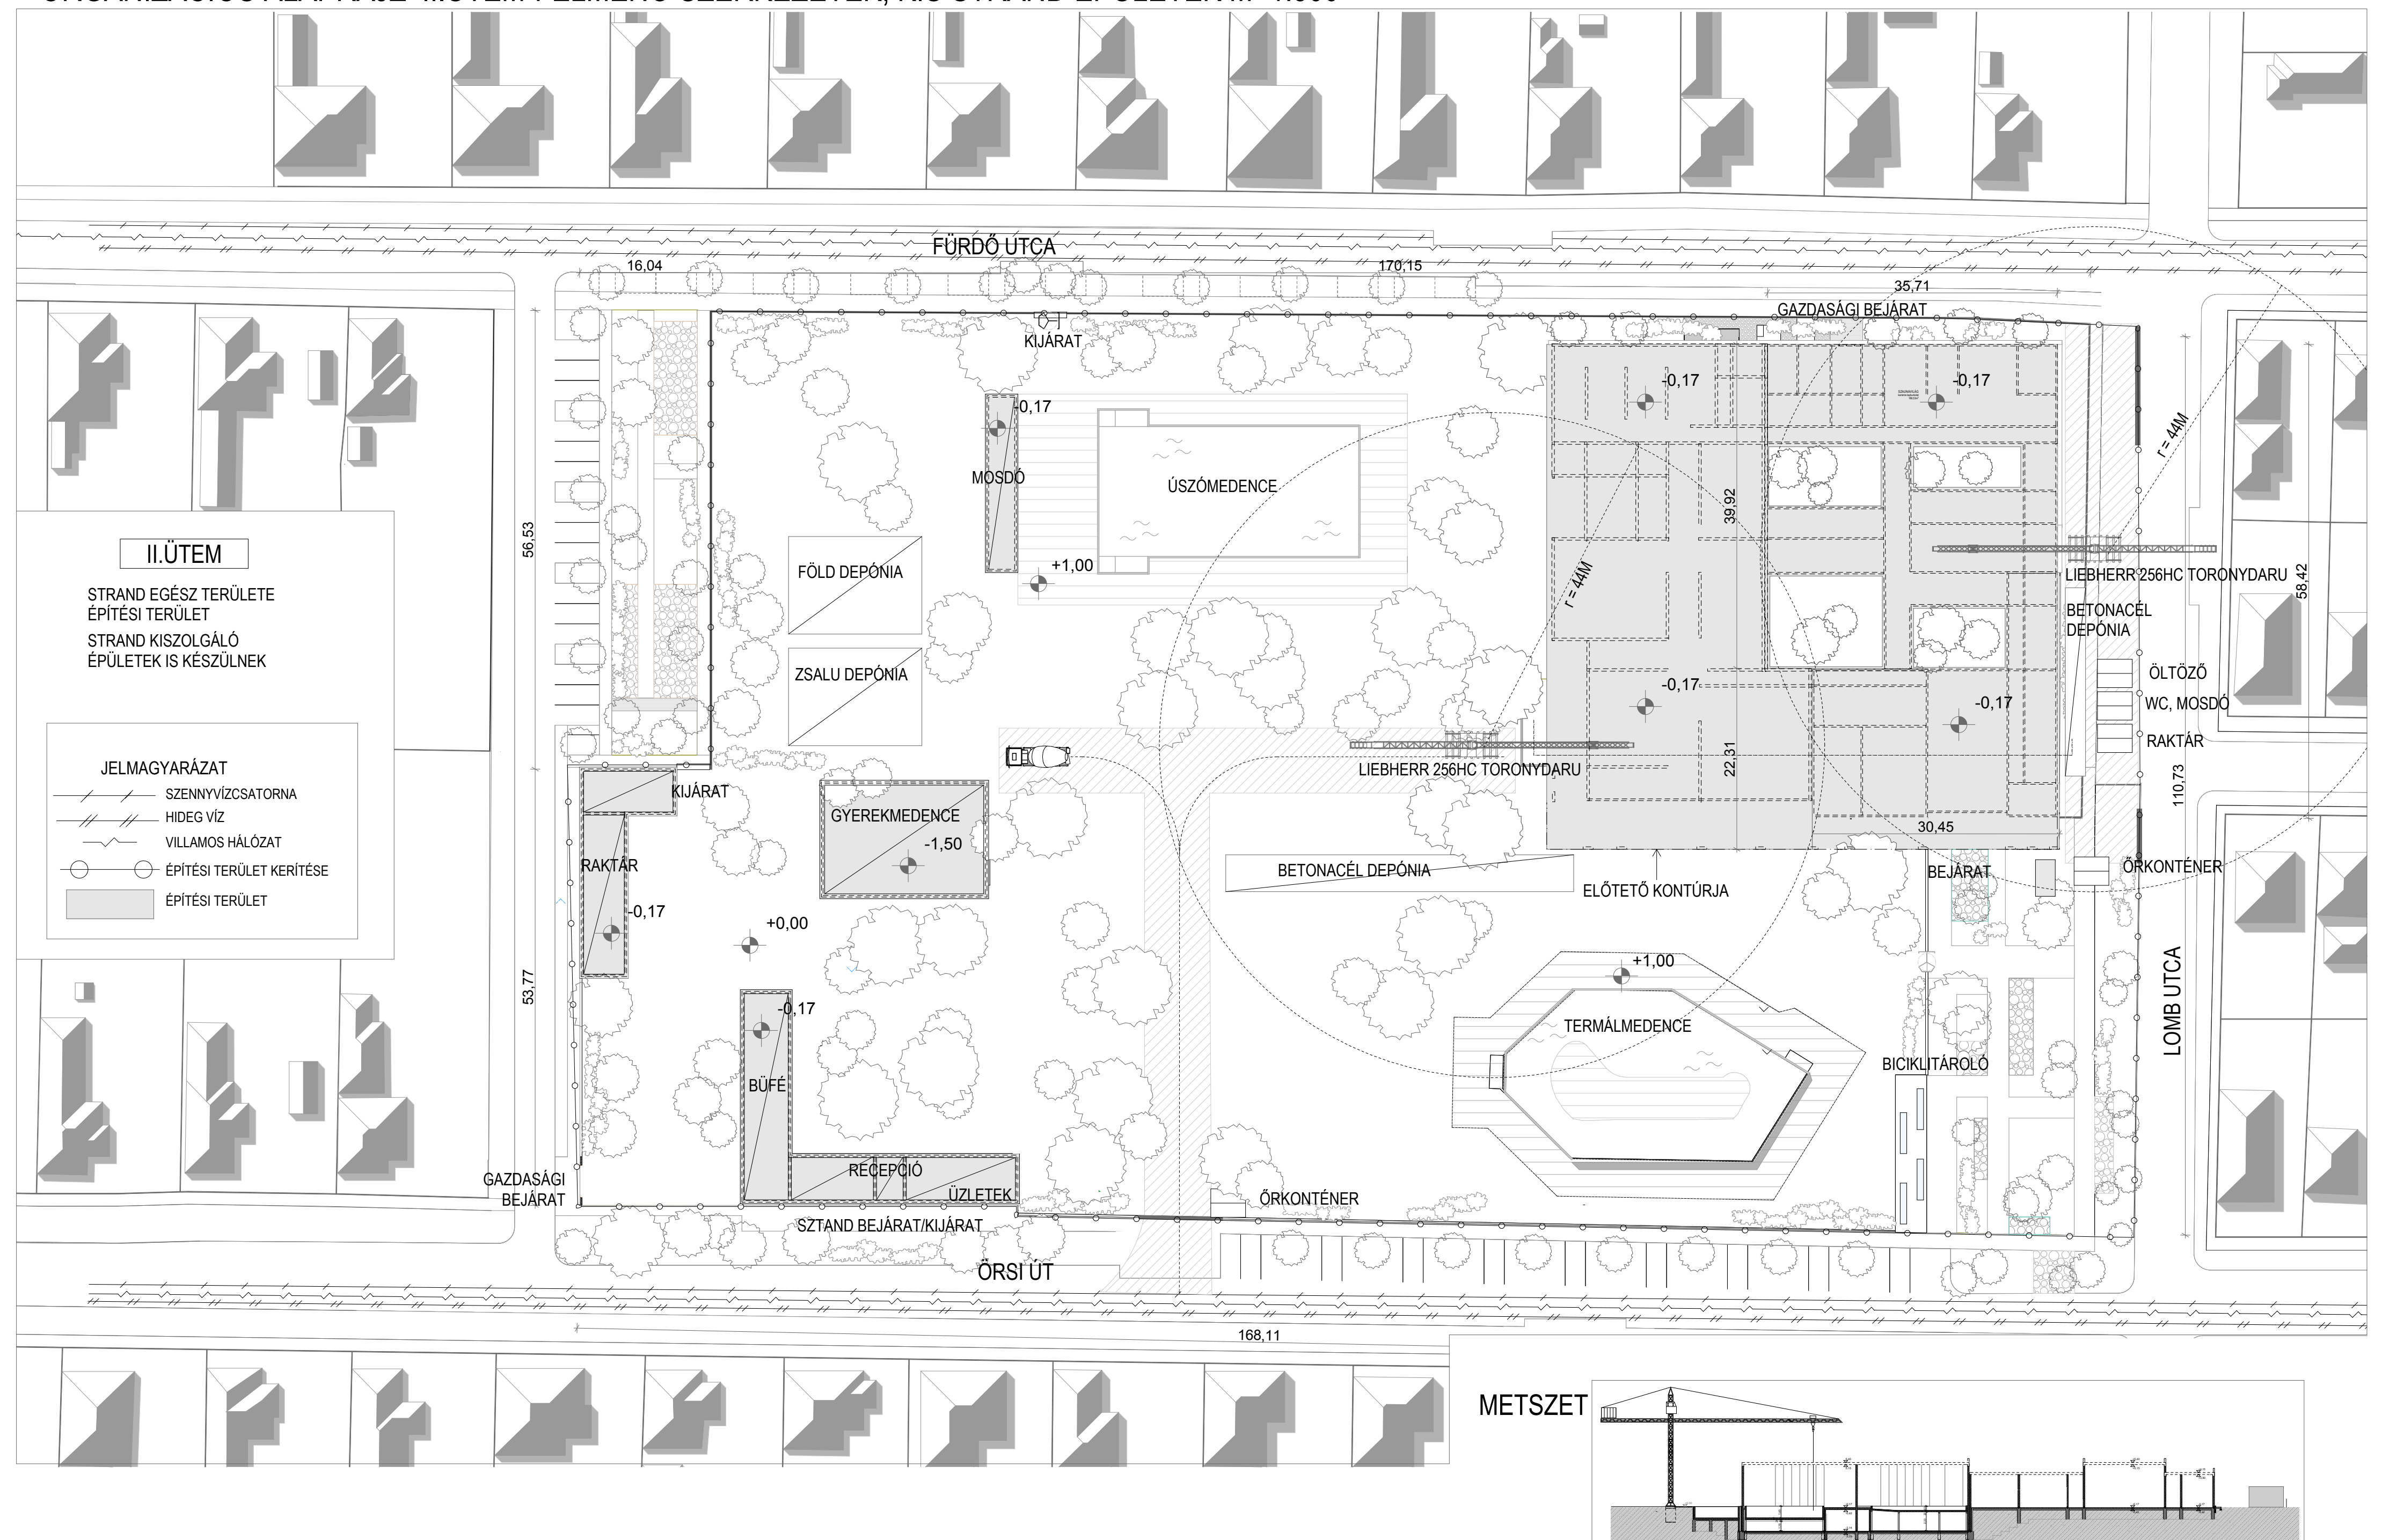 FÜRDŐ UTCA
16,04
170,15
35,71
GAZDASÁGI BEJÁRAT
KIJÁRAT
-0,17
-0,17
-0,17
MOSDÓ
ÚSZÓMEDENCE
+1,00
39,92
r = 44M
r = 44M
56,53
58,42
II.ÜTEM
STRAND EGÉSZ TERÜLETE
ÉPÍTÉSI TERÜLET
STRAND KISZOLGÁLÓ
ÉPÜLETEK IS KÉSZÜLNEK
FÖLD DEPÓNIA
ZSALU DEPÓNIA
LIEBHERR 256HC TORONYDARU
BETONACÉL
DEPÓNIA
ÖLTÖZŐ
WC, MOSDÓ
RAKTÁR
-0,17
-0,17
22,31
LIEBHERR 256HC TORONYDARU
110,73
JELMAGYARÁZAT
SZENNYVÍZCSATORNA
HIDEG VÍZ
VILLAMOS HÁLÓZAT
ÉPÍTÉSI TERÜLET KERÍTÉSE
ÉPÍTÉSI TERÜLET
KIJÁRAT
GYEREKMEDENCE
-1,50
RAKTÁR
-0,17
+0,00
30,45
BETONACÉL DEPÓNIA
ELŐTETŐ KONTÚRJA
BEJÁRAT
ŐRKONTÉNER
53,77
-0,17
+1,00
TERMÁLMEDENCE
LOMB UTCA
BICIKLITÁROLÓ
BÜFÉ
RECEPCIÓ
ÜZLETEK
GAZDASÁGI
BEJÁRAT
SZTAND BEJÁRAT/KIJÁRAT
ŐRKONTÉNER
ŐRSI ÚT
168,11
METSZET